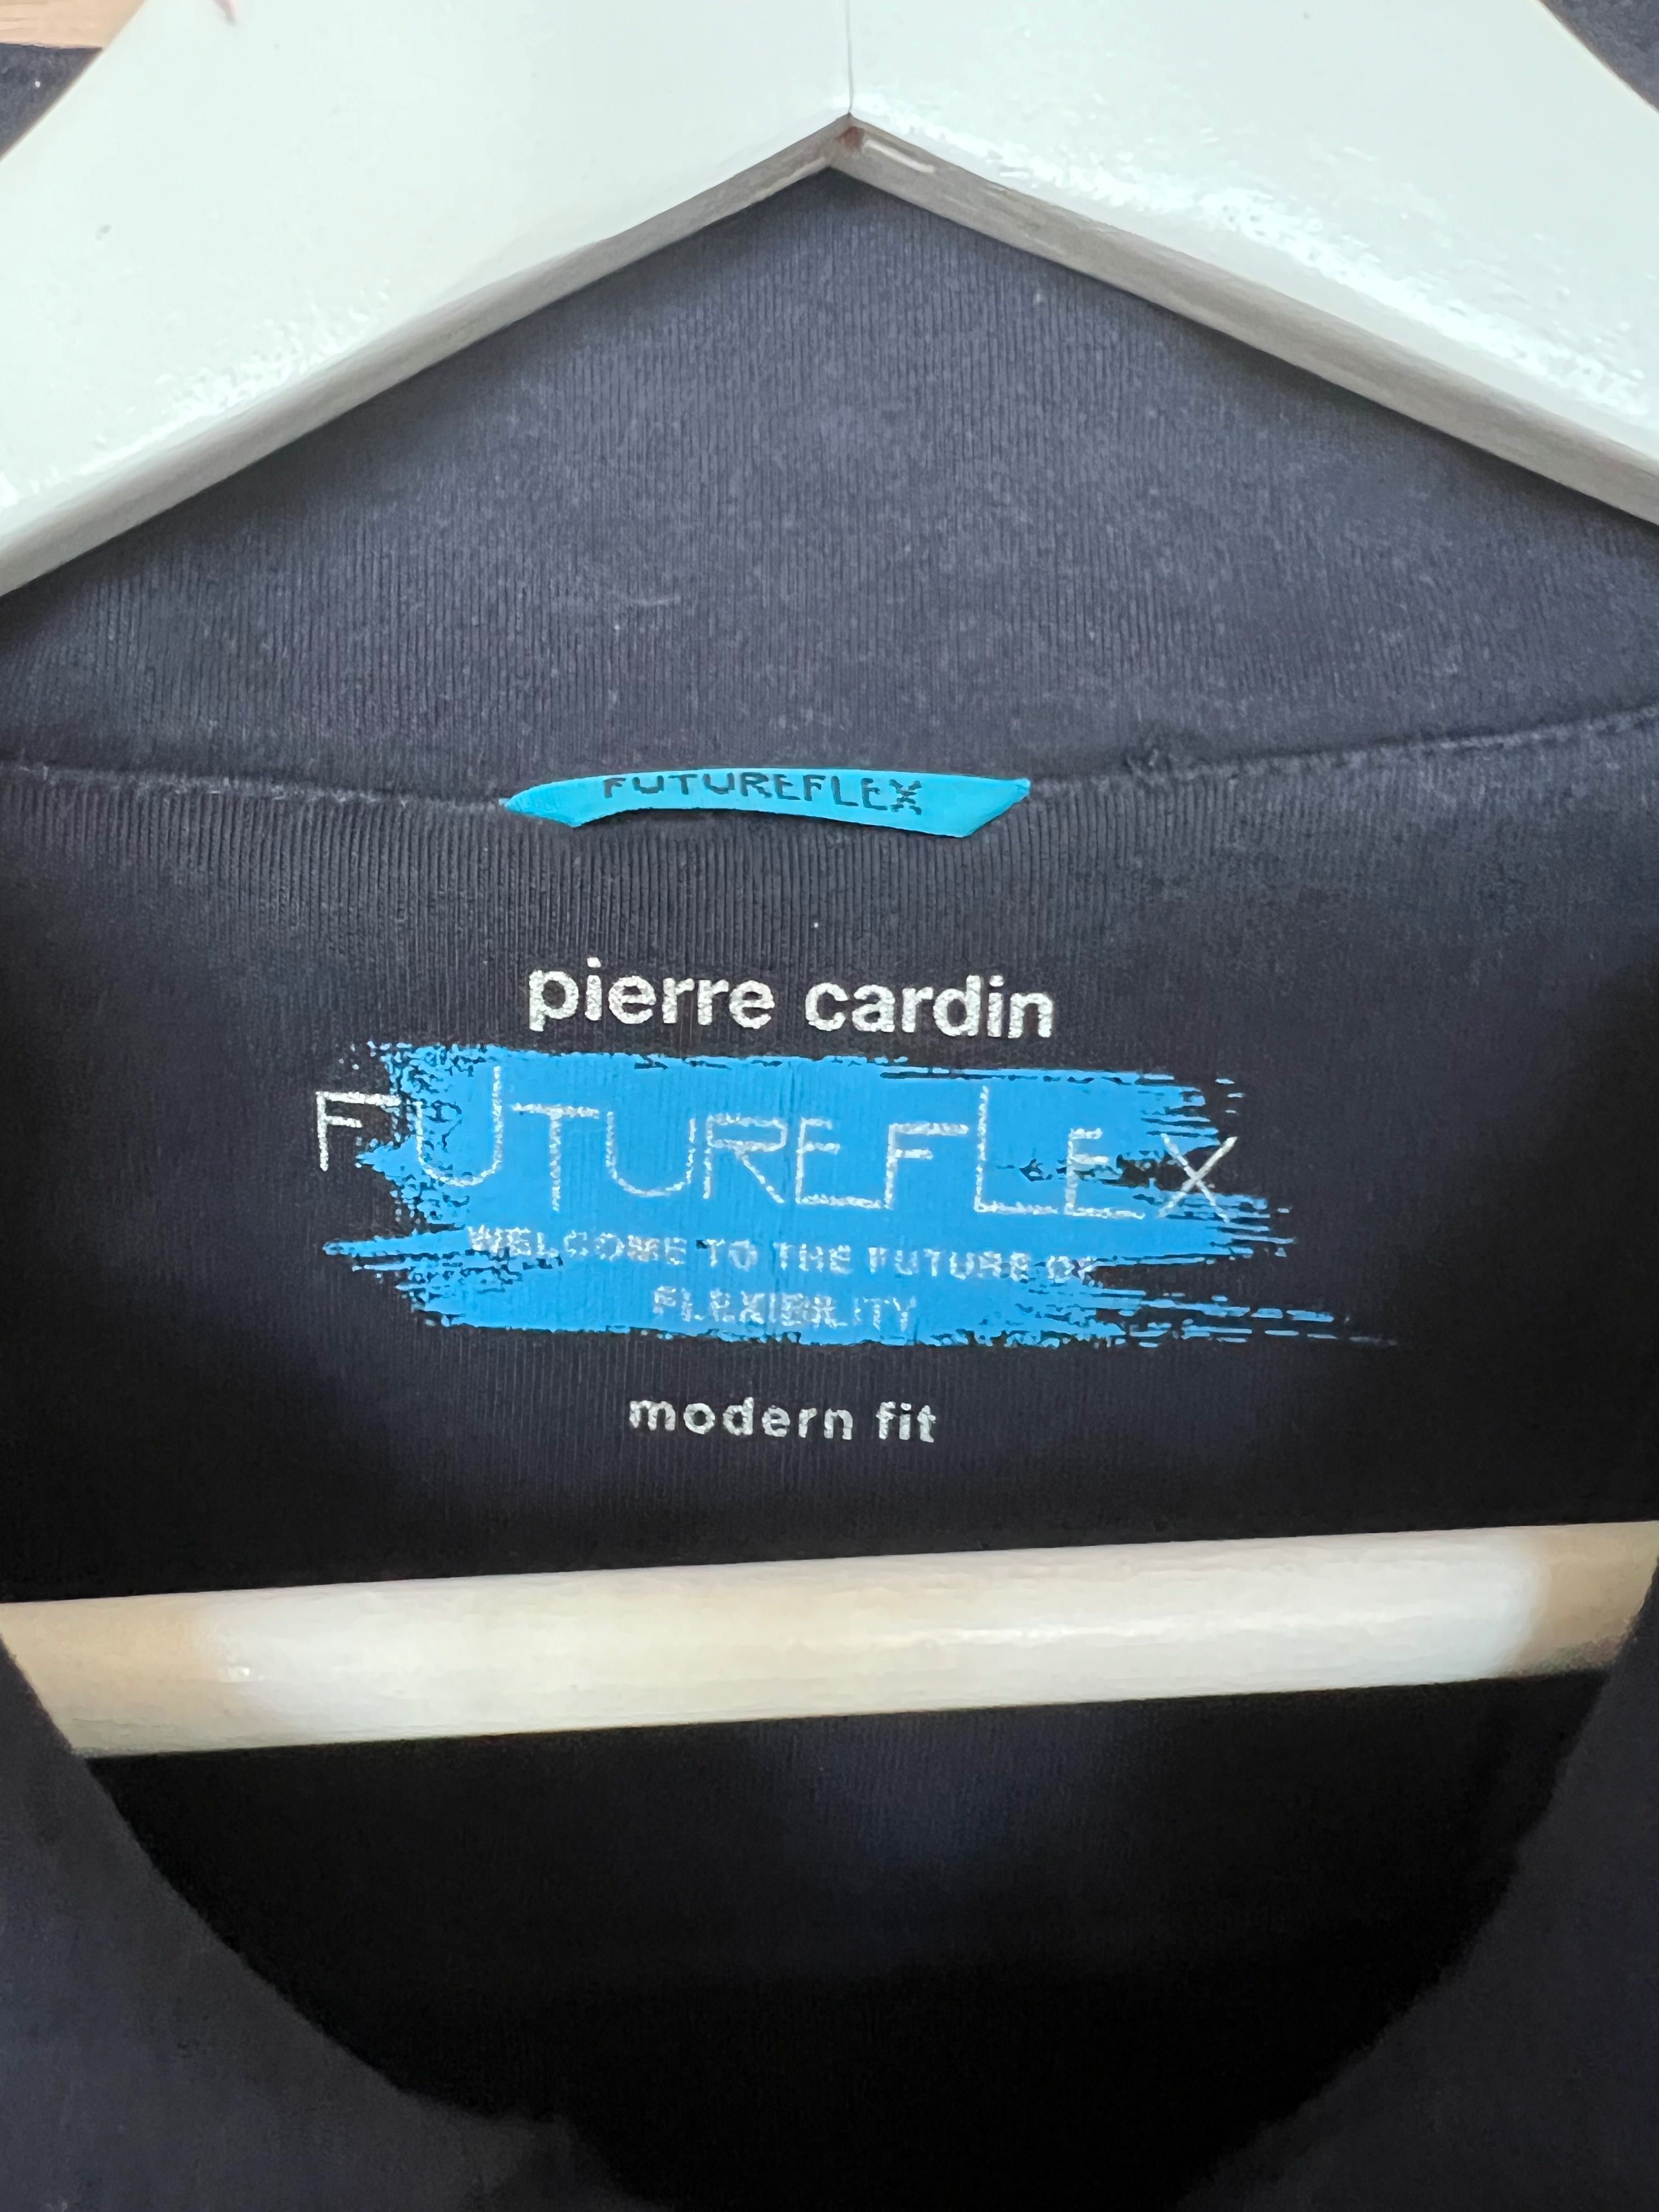 FUTUREFLEX
pierre cardin
FUTUREFLEX
WELCOME TO THE FUTURE OF
FLEXIBILITY
modern fit